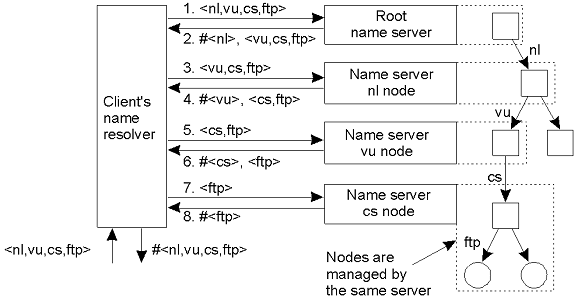 1. <nl,vu,cs,ftp>
2. #<nl>, <vu,cs,ftp>
Root
name server
nl
3. <vu,cs,ftp>
4. #<vu>, <cs,ftp>
Name server
nl node
vu
Client's
name
resolver
5. <cs,ftp>
6. #<cs>, <ftp>
Name server
vu node
cs
7. <ftp>
8. #<ftp>
Name server
cs node
ftp
<nl,vu,cs,ftp>
#<nl,vu,cs,ftp>
Nodes are
managed by
the same server